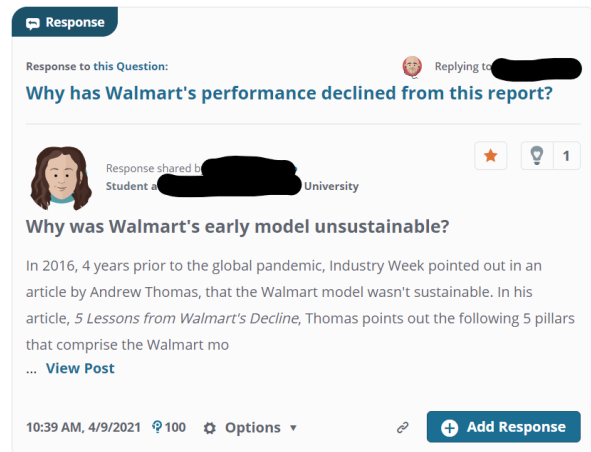 Response
Response to this Question:
Replying to
Why has Walmart's performance declined from this report?
Response shared b
Student a
University
1
Why was Walmart's early model unsustainable?
In 2016, 4 years prior to the global pandemic, Industry Week pointed out in an
article by Andrew Thomas, that the Walmart model wasn't sustainable. In his
article, 5 Lessons from Walmart's Decline, Thomas points out the following 5 pillars
that comprise the Walmart mo
... View Post
10:39 AM, 4/9/2021 100 Options
Add Response